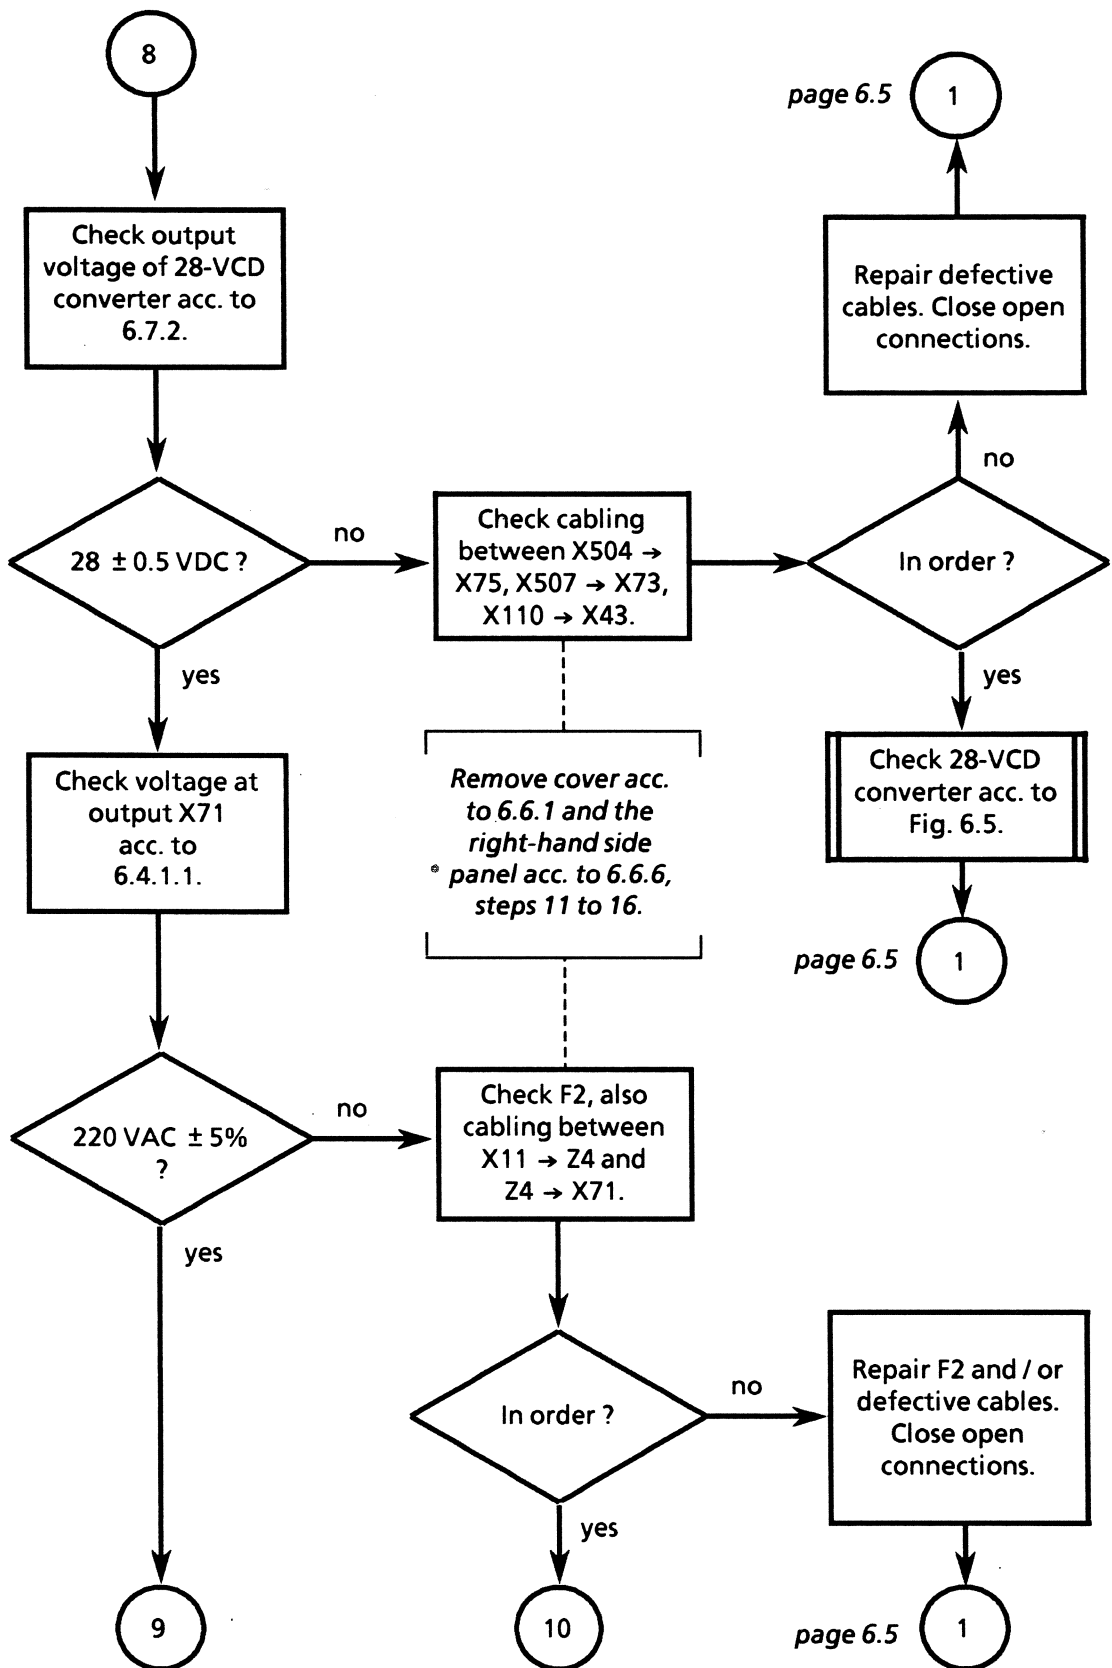 8
page 6.5
1
Check output
voltage of 28-VCD
converter acc. to
6.7.2.
Repair defective
cables. Close open
connections.
no
28 ± 0.5 VDC ?
no
Check cabling
between X504 →
X75, X507 → X73,
X110 → X43.
In order ?
yes
yes
Check voltage at
output X71
acc. to
6.4.1.1.
Remove cover acc.
to 6.6.1 and the
right-hand side
panel acc. to 6.6.6,
steps 11 to 16.
Check 28-VCD
converter acc. to
Fig. 6.5.
page 6.5
1
220 VAC ± 5%
?
no
Check F2, also
cabling between
X11 → Z4 and
Z4 → X71.
yes
In order ?
no
Repair F2 and / or
defective cables.
Close open
connections.
yes
9
10
page 6.5
1